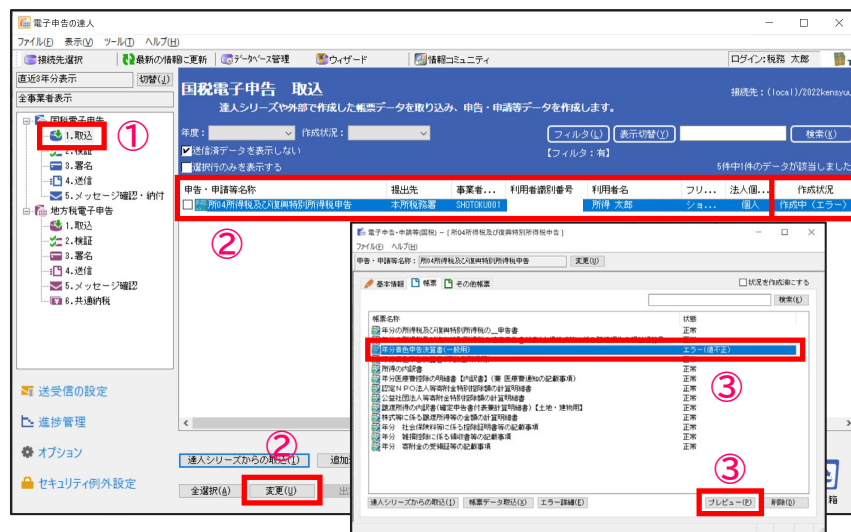 電子申告の達人
ファイル(F) 表示(V) ツール(T) ヘルプ(H)
接続先選択 最新の情報に更新 データベース管理 ウィザード 情報コミュニティ ログイン:税務 太郎
直近3年分表示 切替(J)
全事業者表示
国税電子申告
1.取込
①
2.検証
3.署名
4.送信
5.メッセージ確認・納付
地方税電子申告
1.取込
2.検証
3.署名
4.送信
5.メッセージ確認
6.共通納税
送受信の設定
進捗管理
オプション
セキュリティ例外設定
国税電子申告 取込
達人シリーズや外部で作成した帳票データを取り込み、申告・申請等データを作成します。
接続先:(local)/2022kensyuu
年度: 作成状況: フィルタ(L) 表示切替(Y) 検索(K)
送信済データを表示しない 【フィルタ:有】
選択行のみを表示する 5件中1件のデータが該当しました
申告・申請等名称 提出先 事業者... 利用者識別番号 利用者名 フリ... 法人個... 作成状況
所04所得税及び復興特別所得税申告 本所税務署 SHOTOKU001 所得 太郎 ショ... 個人 作成中(エラー)
②
電子申告・申請等(国税) - [所04所得税及び復興特別所得税申告]
ファイル(F) ヘルプ(H)
申告・申請等名称: 所04所得税及び復興特別所得税申告 変更(U)
基本情報 帳票 その他帳票 状況を作成済にする
検索(K)
帳票名称 状態
年分の所得税及び復興特別所得税の__申告書 正常
年分青色申告決算書(一般用) エラー(値不正)
所得の内訳書 正常
年分医療費控除の明細書【内訳書】(兼 医療費通知の記載事項) 正常
認定NPO法人等寄附金特別控除額の計算明細書 正常
公益社団法人等寄附金特別控除額の計算明細書 正常
譲渡所得の内訳書(確定申告書付表兼計算明細書)【土地・建物用】 正常
株式等に係る譲渡所得等の金額の計算明細書 正常
年分 社会保険料等に係る控除証明書等の記載事項 正常
年分 雑損控除に係る領収書等の記載事項 正常
年分 寄附金の受領証等の記載事項 正常
③
③
達人シリーズからの取込(I) 帳票データ取込(X) エラー詳細(E) プレビュー(P) 削除(D)
②
達人シリーズからの取込(I) 追加
全選択(A) 変更(U) 出
箱